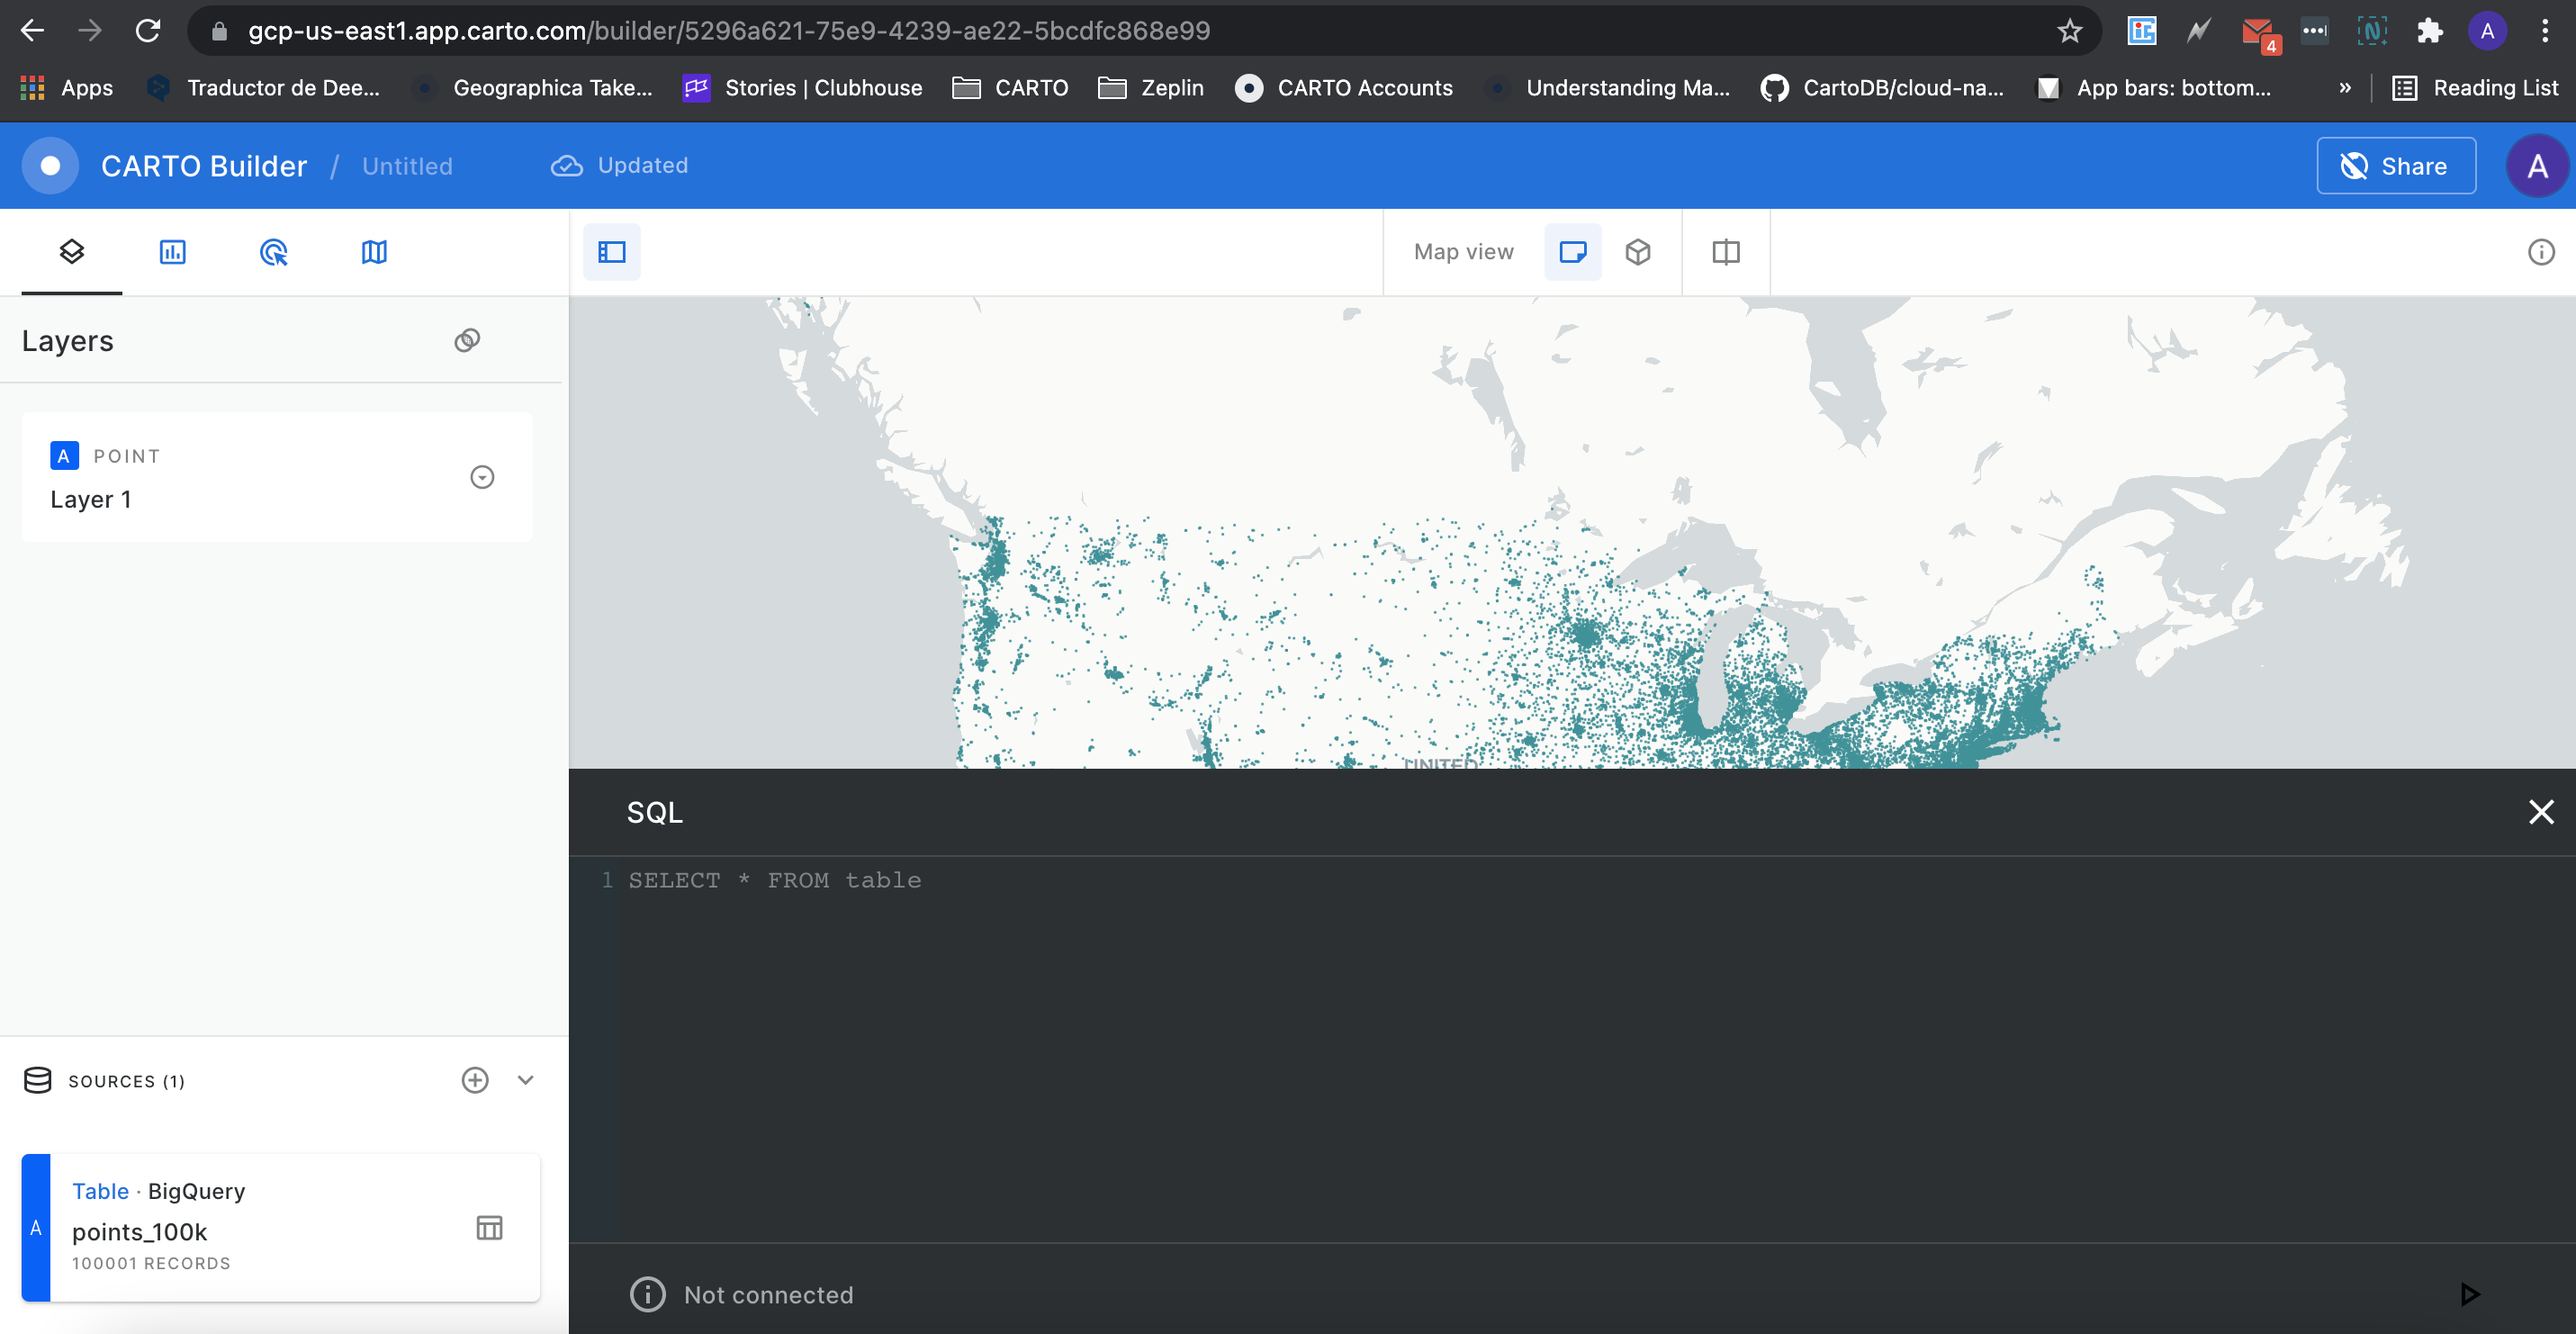 gcp-us-east1.app.carto.com/builder/5296a621-75e9-4239-ae22-5bcdfc868e99
4
A
Apps
Traductor de Dee...
Geographica Take...
Stories | Clubhouse
CARTO
Zeplin
CARTO Accounts
Understanding Ma...
CartoDB/cloud-na...
App bars: bottom...
»
Reading List
CARTO Builder / Untitled
Updated
Share
A
Map view
Layers
A POINT
Layer 1
UNITED
SQL
1 SELECT * FROM table
SOURCES (1)
A
Table · BigQuery
points_100k
100001 RECORDS
Not connected